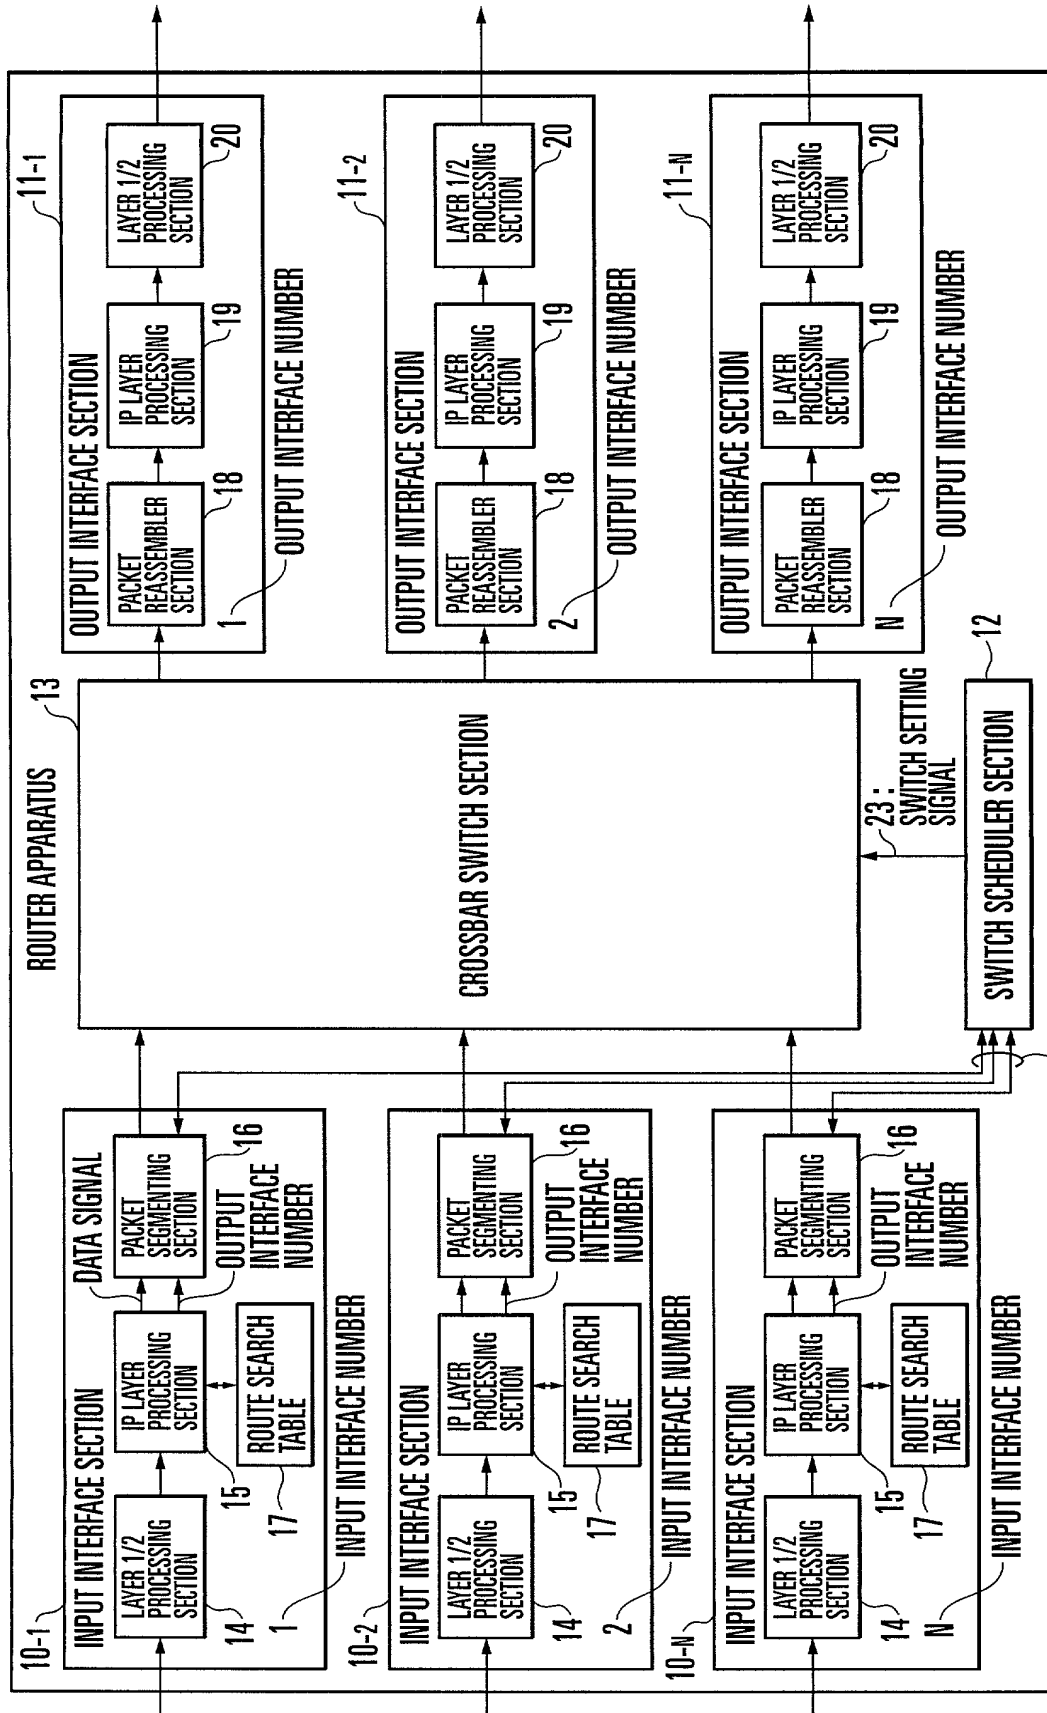 ROUTER APPARATUS
10-1
INPUT INTERFACE SECTION
LAYER 1/2
PROCESSING
SECTION
14
IP LAYER
PROCESSING
SECTION
15
DATA SIGNAL
PACKET
SEGMENTING
SECTION
16
OUTPUT
INTERFACE
NUMBER
ROUTE SEARCH
TABLE
17
1
INPUT INTERFACE NUMBER
10-2
INPUT INTERFACE SECTION
LAYER 1/2
PROCESSING
SECTION
14
IP LAYER
PROCESSING
SECTION
15
PACKET
SEGMENTING
SECTION
16
OUTPUT
INTERFACE
NUMBER
ROUTE SEARCH
TABLE
17
2
INPUT INTERFACE NUMBER
10-N
INPUT INTERFACE SECTION
LAYER 1/2
PROCESSING
SECTION
14
IP LAYER
PROCESSING
SECTION
15
PACKET
SEGMENTING
SECTION
16
OUTPUT
INTERFACE
NUMBER
ROUTE SEARCH
TABLE
17
N
INPUT INTERFACE NUMBER
13
CROSSBAR SWITCH SECTION
23 :
SWITCH SETTING
SIGNAL
12
SWITCH SCHEDULER SECTION
11-1
OUTPUT INTERFACE SECTION
PACKET
REASSEMBLER
SECTION
18
IP LAYER
PROCESSING
SECTION
19
LAYER 1/2
PROCESSING
SECTION
20
1
OUTPUT INTERFACE NUMBER
11-2
OUTPUT INTERFACE SECTION
PACKET
REASSEMBLER
SECTION
18
IP LAYER
PROCESSING
SECTION
19
LAYER 1/2
PROCESSING
SECTION
20
2
OUTPUT INTERFACE NUMBER
11-N
OUTPUT INTERFACE SECTION
PACKET
REASSEMBLER
SECTION
18
IP LAYER
PROCESSING
SECTION
19
LAYER 1/2
PROCESSING
SECTION
20
N
OUTPUT INTERFACE NUMBER